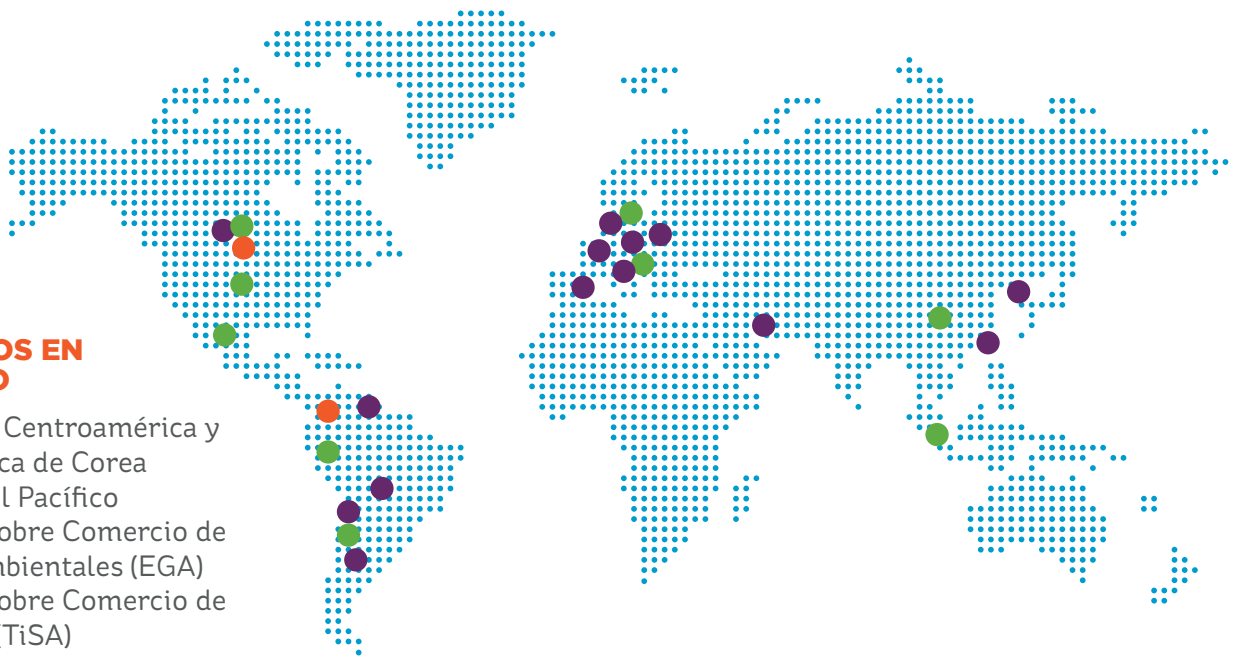 OS EN
O
Centroamérica y
ca de Corea
l Pacífico
obre Comercio de
mbientales (EGA)
obre Comercio de
(TiSA)